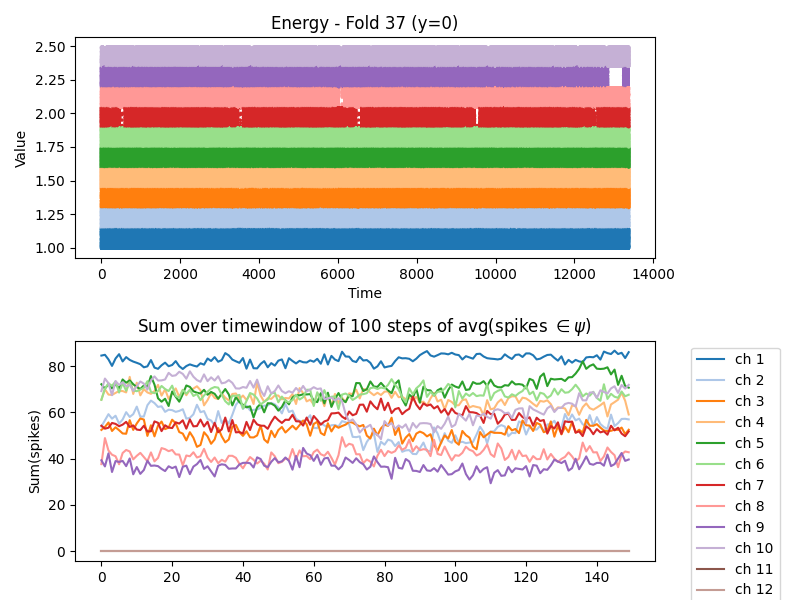 Energy - Fold 37 (y=0)
2.50
2.25
2.00
1.75
1.50
1.25
1.00
Value
0 2000 4000 6000 8000 10000 12000 14000
Time
Sum over timewindow of 100 steps of avg(spikes ∈ψ)
80
60
40
20
0
Sum(spikes)
0 20 40 60 80 100 120 140
ch 1
ch 2
ch 3
ch 4
ch 5
ch 6
ch 7
ch 8
ch 9
ch 10
ch 11
ch 12